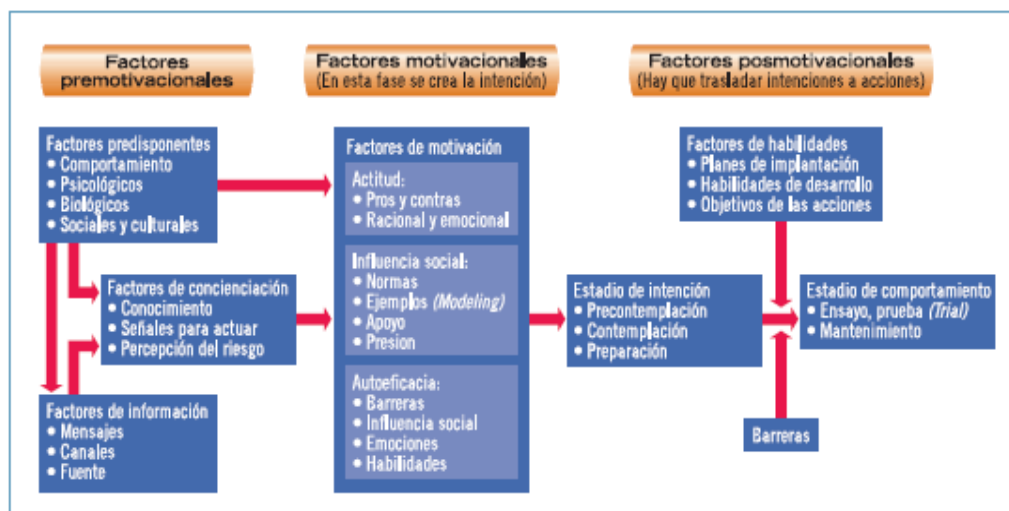 Factores
premotivacionales
Factores motivacionales
(En esta fase se crea la intención)
Factores posmotivacionales
(Hay que trasladar intenciones a acciones)
Factores predisponentes
• Comportamiento
• Psicológicos
• Biológicos
• Sociales y culturales
Factores de concienciación
• Conocimiento
• Señales para actuar
• Percepción del riesgo
Factores de información
• Mensajes
• Canales
• Fuente
Factores de motivación
Actitud:
• Pros y contras
• Racional y emocional
Influencia social:
• Normas
• Ejemplos (Modeling)
• Apoyo
• Presion
Autoeficacia:
• Barreras
• Influencia social
• Emociones
• Habilidades
Estadio de intención
• Precontemplación
• Contemplación
• Preparación
Factores de habilidades
• Planes de implantación
• Habilidades de desarrollo
• Objetivos de las acciones
Estadio de comportamiento
• Ensayo, prueba (Trial)
• Mantenimiento
Barreras